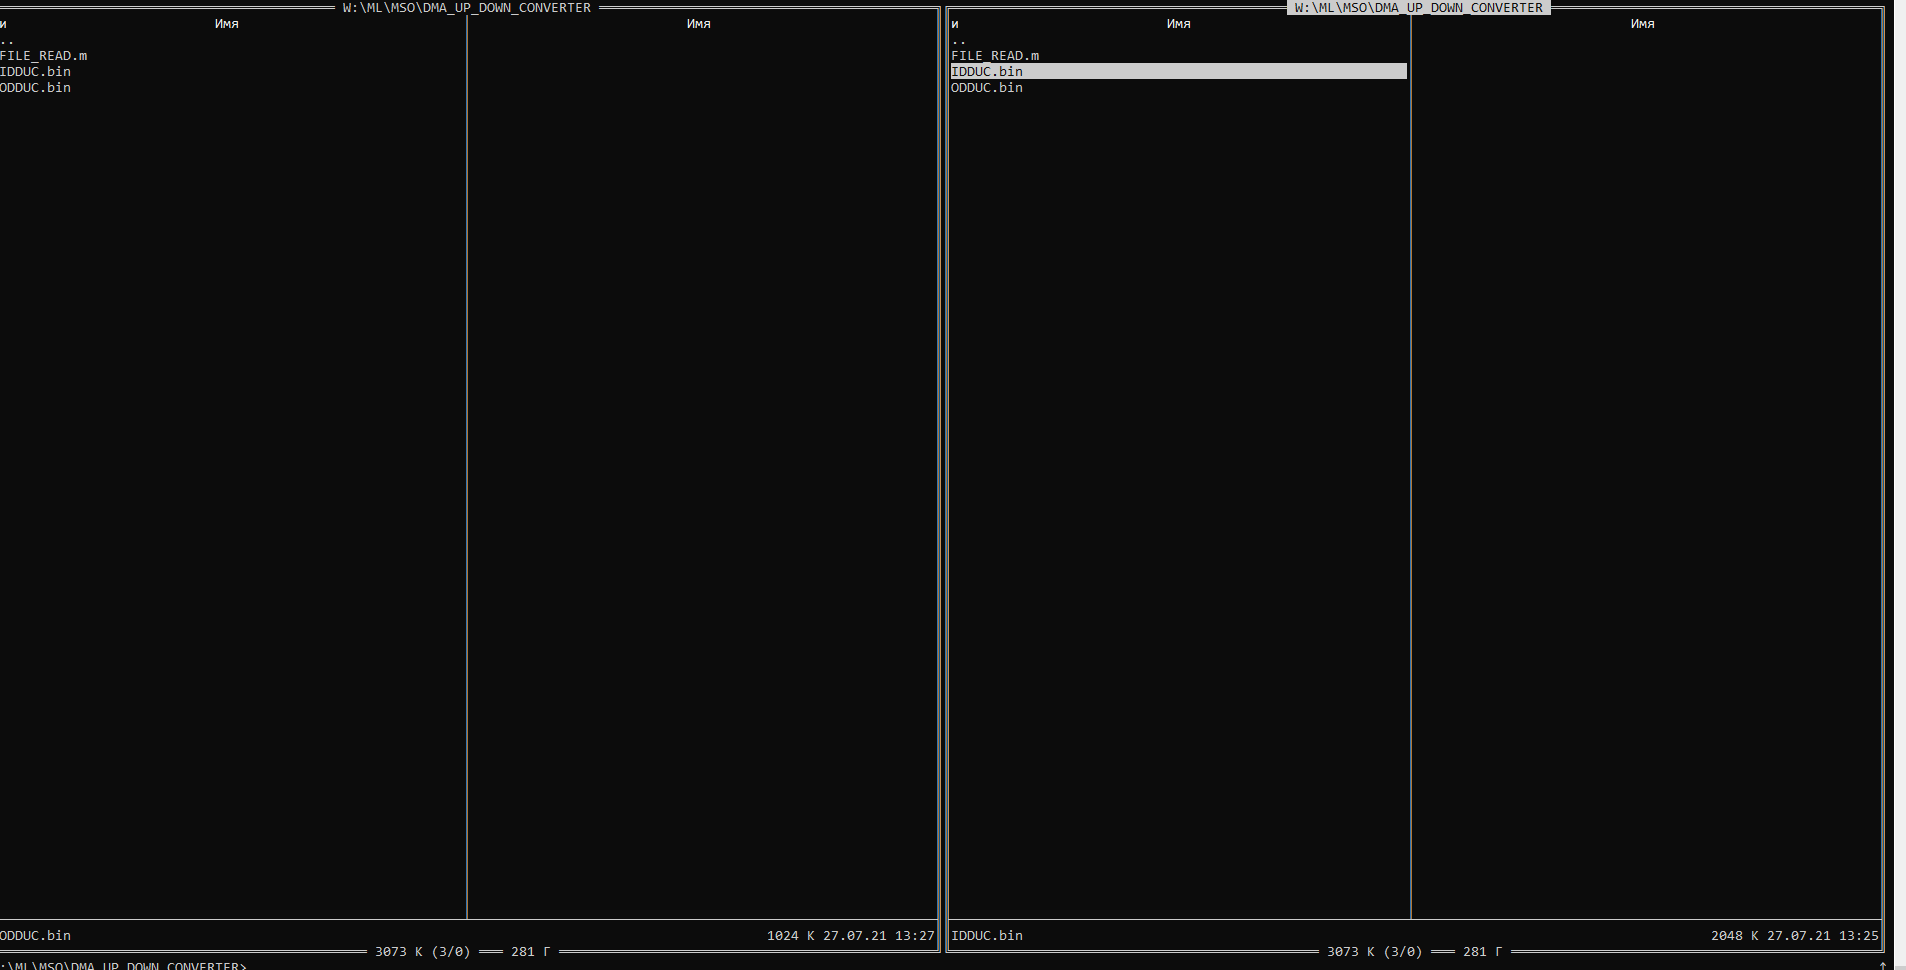 W:\ML\MSO\DMA_UP_DOWN_CONVERTER
и Имя Имя
..
FILE_READ.m
IDDUC.bin
ODDUC.bin
ODDUC.bin 1024 K 27.07.21 13:27
3073 K (3/0) 281 Г
W:\ML\MSO\DMA_UP_DOWN_CONVERTER
и Имя Имя
..
FILE_READ.m
IDDUC.bin
ODDUC.bin
IDDUC.bin 2048 K 27.07.21 13:25
3073 K (3/0) 281 Г
:\ML\MSO\DMA_UP_DOWN_CONVERTER>